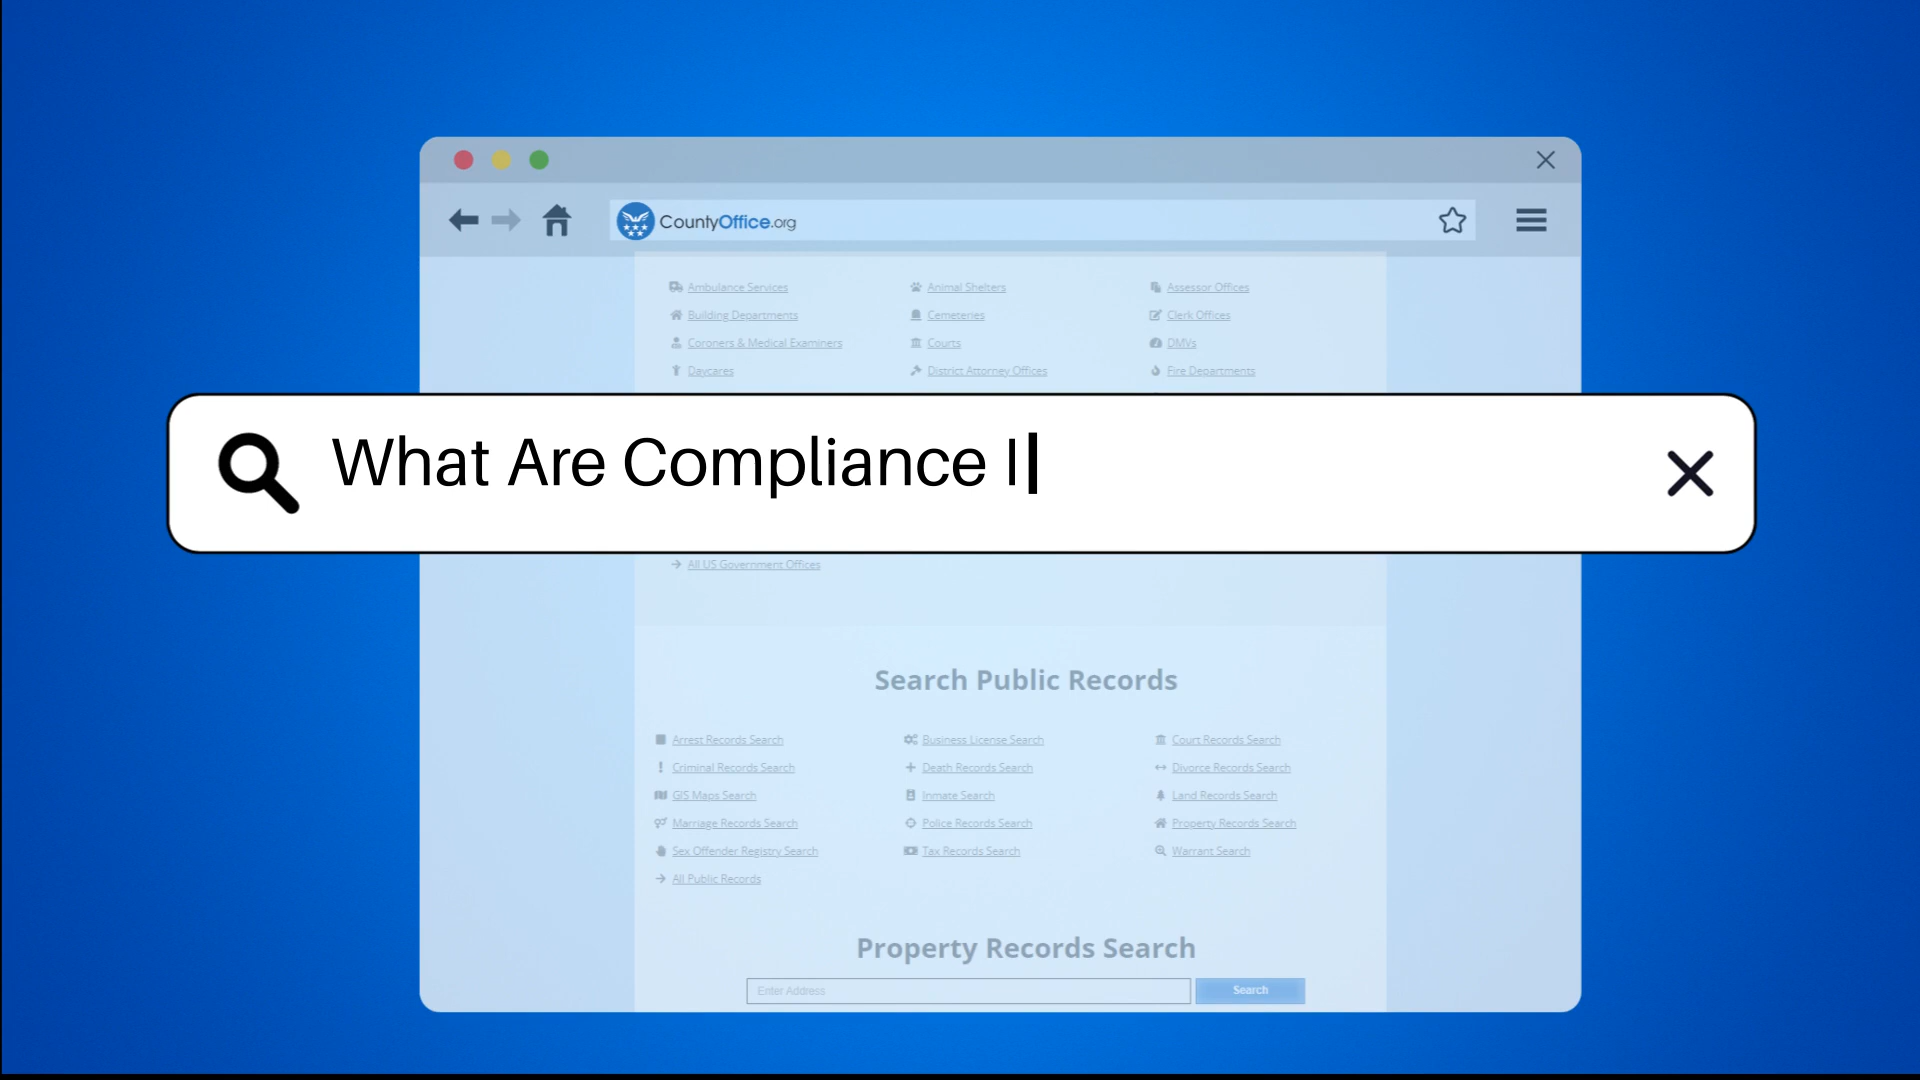 CountyOffice.org
Ambulance Services Animal Shelters Assessor Offices
Building Departments Cemeteries Clerk Offices
Coroners & Medical Examiners Courts DMVs
Daycares District Attorney Offices Fire Departments
What Are Compliance I
All US Government Offices
Search Public Records
Arrest Records Search Business License Search Court Records Search
Criminal Records Search Death Records Search Divorce Records Search
GIS Maps Search Inmate Search Land Records Search
Marriage Records Search Police Records Search Property Records Search
Sex Offender Registry Search Tax Records Search Warrant Search
All Public Records
Property Records Search
Enter Address Search